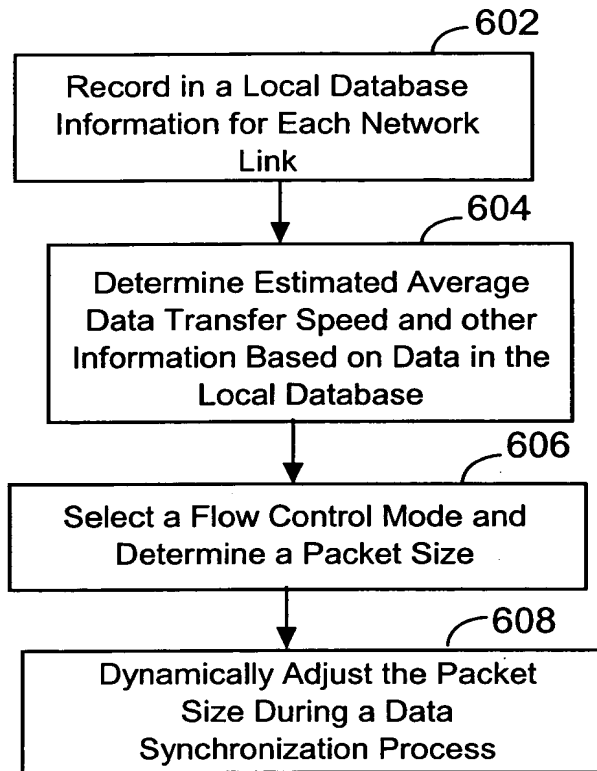 602
Record in a Local Database
Information for Each Network
Link
604
Determine Estimated Average
Data Transfer Speed and other
Information Based on Data in the
Local Database
606
Select a Flow Control Mode and
Determine a Packet Size
608
Dynamically Adjust the Packet
Size During a Data
Synchronization Process